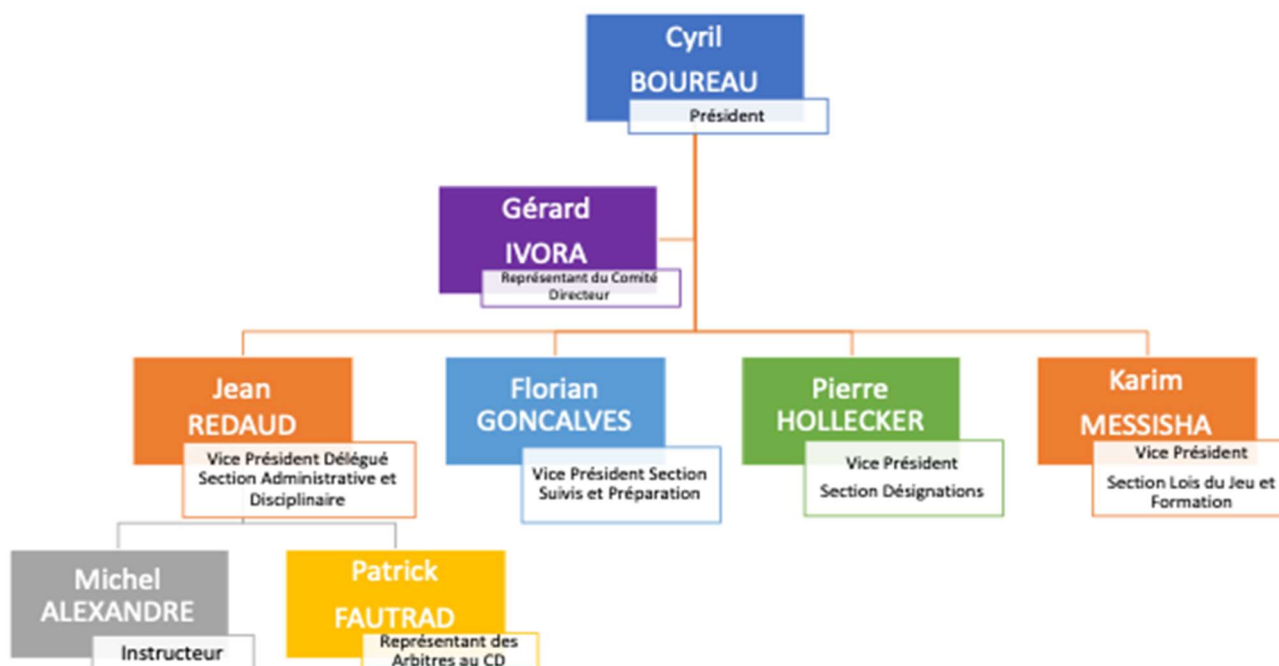 Cyril
BOUREAU
Président
Gérard
IVORA
Représentant du Comité
Directeur
Jean
REDAUD
Vice Président Délégué
Section Administrative et
Disciplinaire
Florian
GONCALVES
Vice Président Section
Suivis et Préparation
Pierre
HOLLECKER
Vice Président
Section Désignations
Karim
MESSISHA
Vice Président
Section Lois du Jeu et
Formation
Michel
ALEXANDRE
Instructeur
Patrick
FAUTRAD
Représentant des
Arbitres au CD